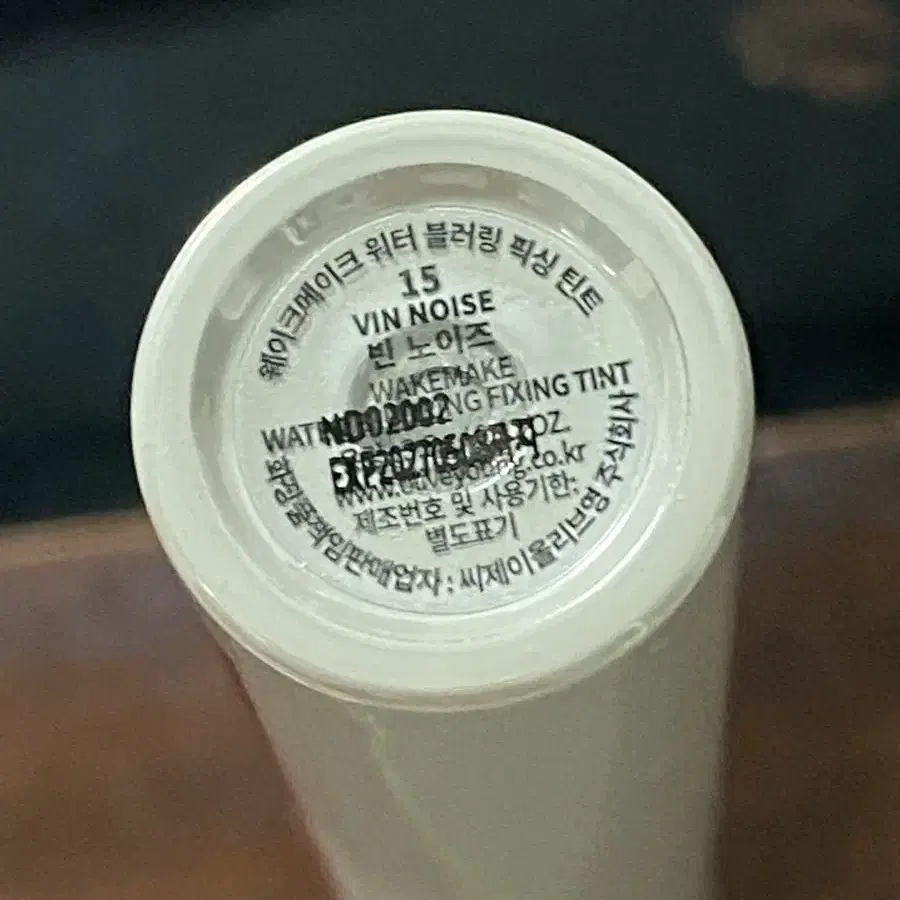 웨이크메이크 워터 블러링 픽싱 틴트
15
VIN NOISE
빈 노이즈
WAKEMAKE
FIXING TINT
ND02002
www.oliveyoung.co.kr
제조번호 및 사용기한:
별도표기
화장품책임판매업자 : 씨제이올리브영 주식회사